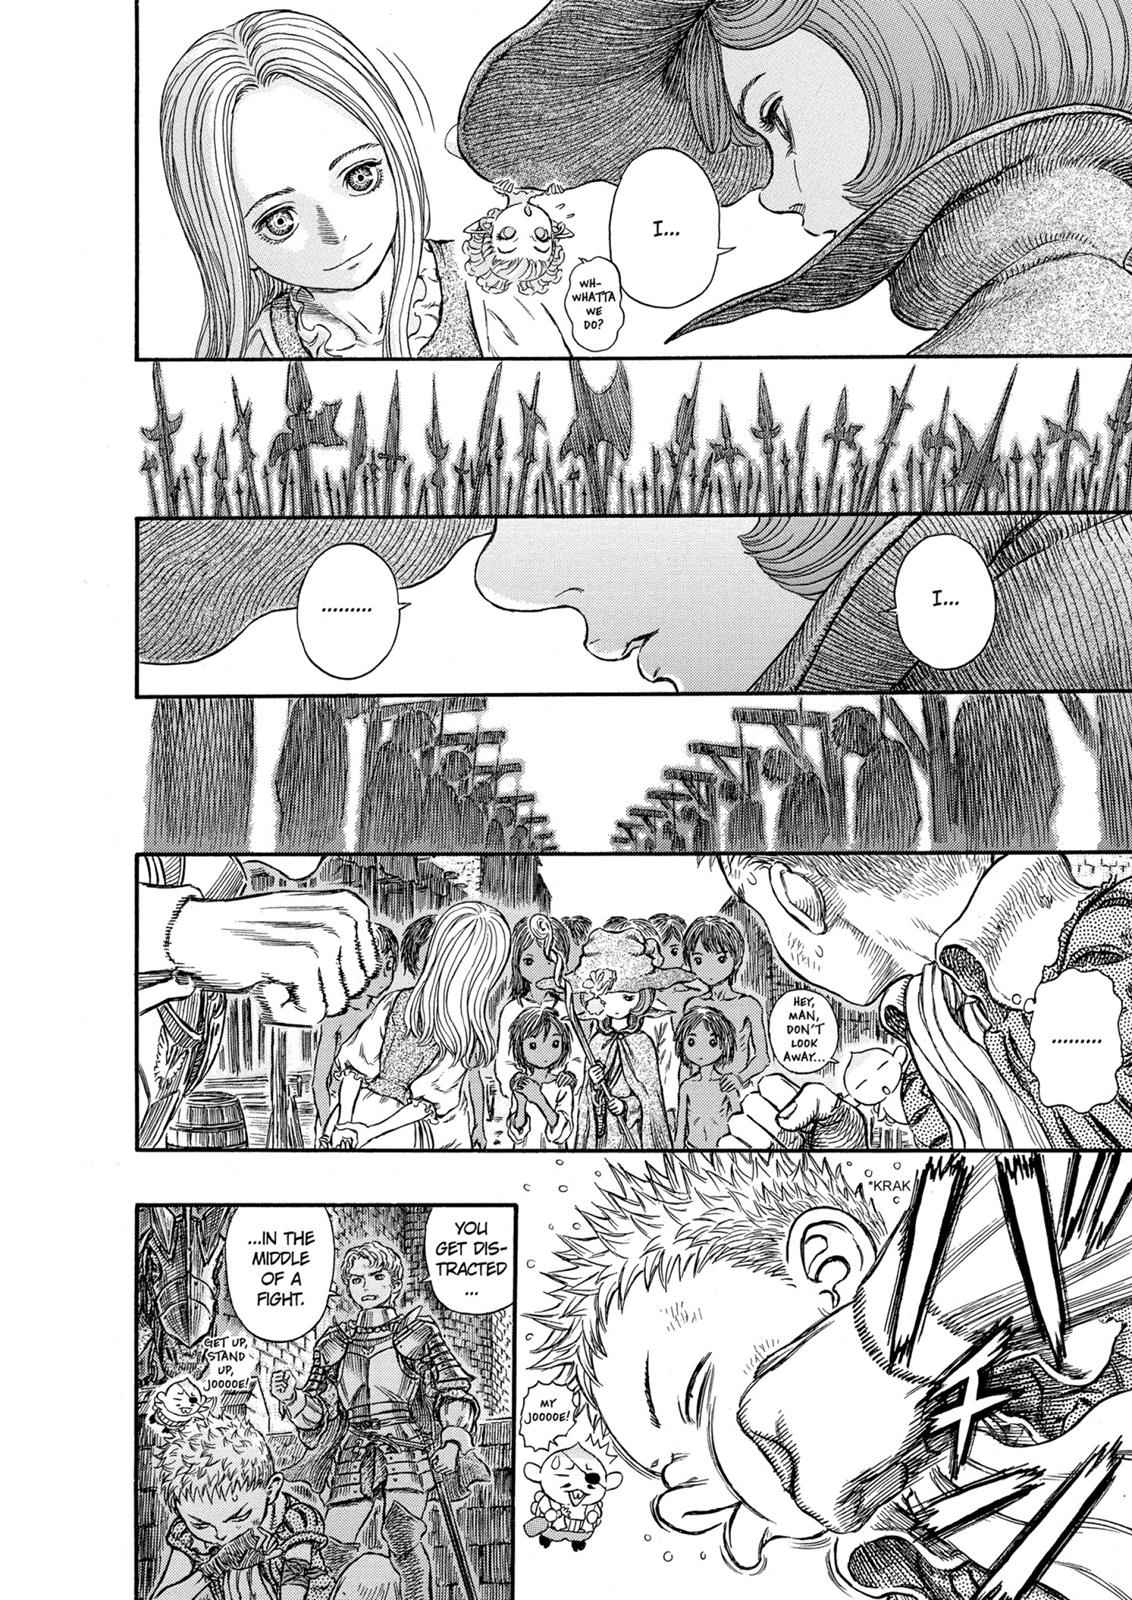 I...
WH-
WHATTA
WE
DO?
I...
..........
HEY,
MAN,
DON'T
LOOK
AWAY...
..........
*KRAK
MY
JOOOOE!
YOU
GET DIS-
TRACTED
...
...IN THE
MIDDLE
OF A
FIGHT.
GET UP,
STAND
UP,
JOOOOE!